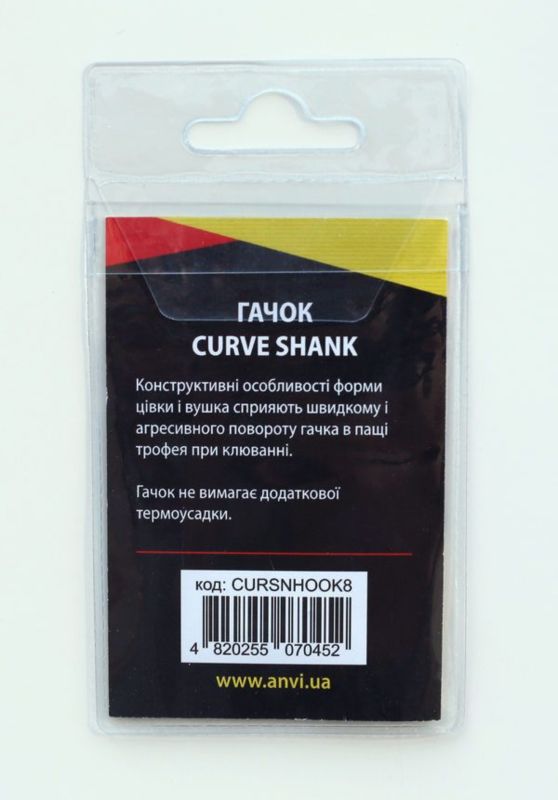 ГАЧОК
CURVE SHANK
Конструктивні особливості форми
цівки і вушка сприяють швидкому і
агресивного повороту гачка в пащі
трофея при клюванні.
Гачок не вимагає додаткової
термоусадки.
код: CURSNHOOK8
4 820255 070452
www.anvi.ua